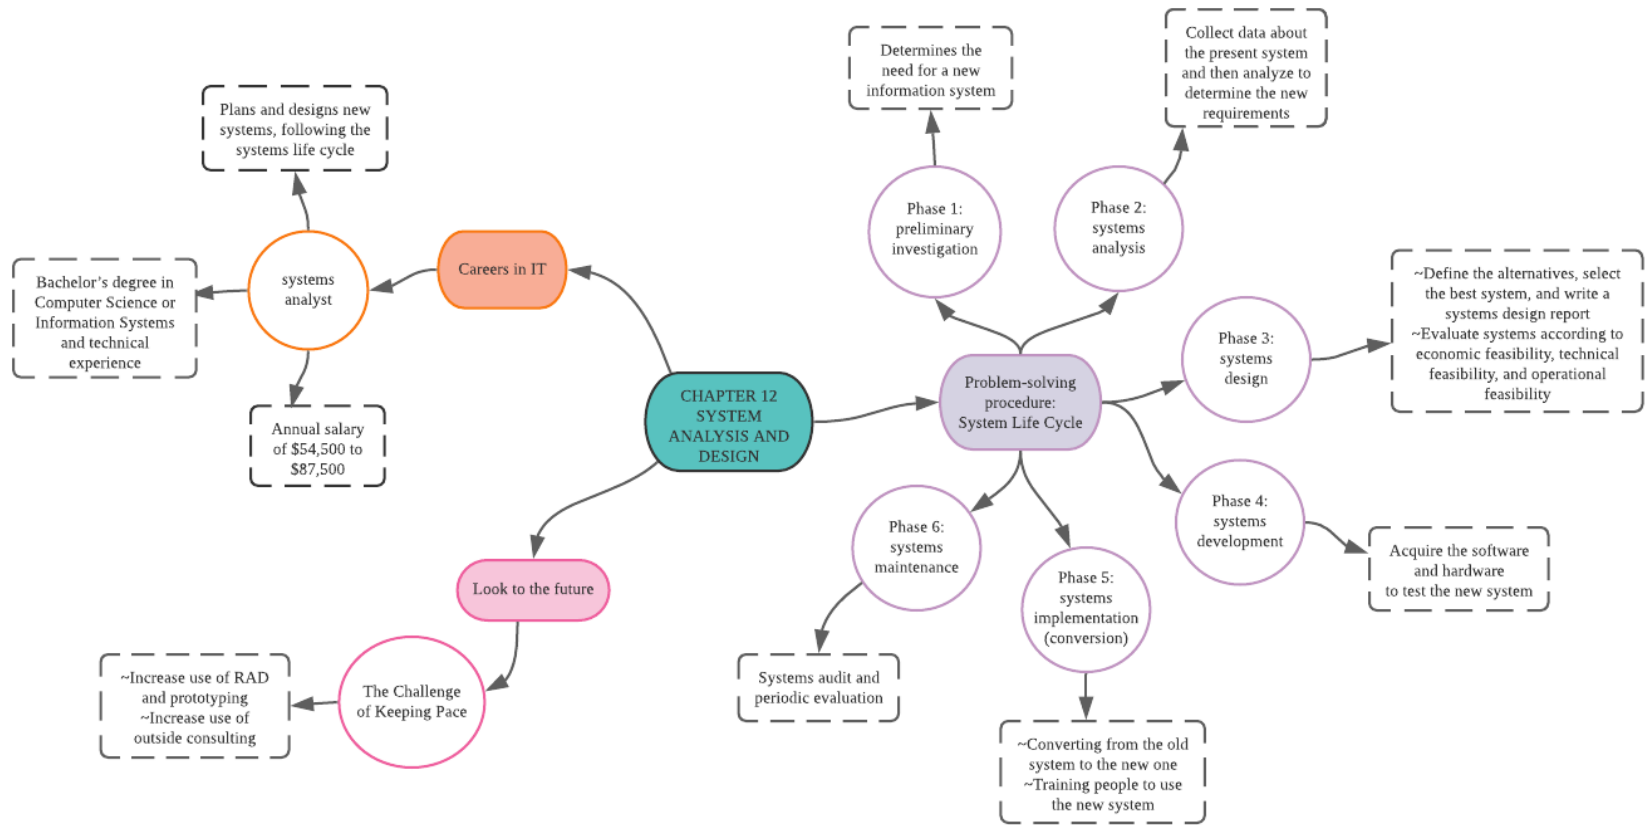 CHAPTER 12
SYSTEM
ANALYSIS AND
DESIGN
Careers in IT
systems
analyst
Plans and designs new
systems, following the
systems life cycle
Bachelor's degree in
Computer Science or
Information Systems
and technical
experience
Annual salary
of $54,500 to
$87,500
Look to the future
The Challenge
of Keeping Pace
~Increase use of RAD
and prototyping
~Increase use of
outside consulting
Problem-solving
procedure:
System Life Cycle
Phase 1:
preliminary
investigation
Determines the
need for a new
information system
Phase 2:
systems
analysis
Collect data about
the present system
and then analyze to
determine the new
requirements
Phase 3:
systems
design
~Define the alternatives, select
the best system, and write a
systems design report
~Evaluate systems according to
economic feasibility, technical
feasibility, and operational
feasibility
Phase 4:
systems
development
Acquire the software
and hardware
to test the new system
Phase 5:
systems
implementation
(conversion)
~Converting from the old
system to the new one
~Training people to use
the new system
Phase 6:
systems
maintenance
Systems audit and
periodic evaluation